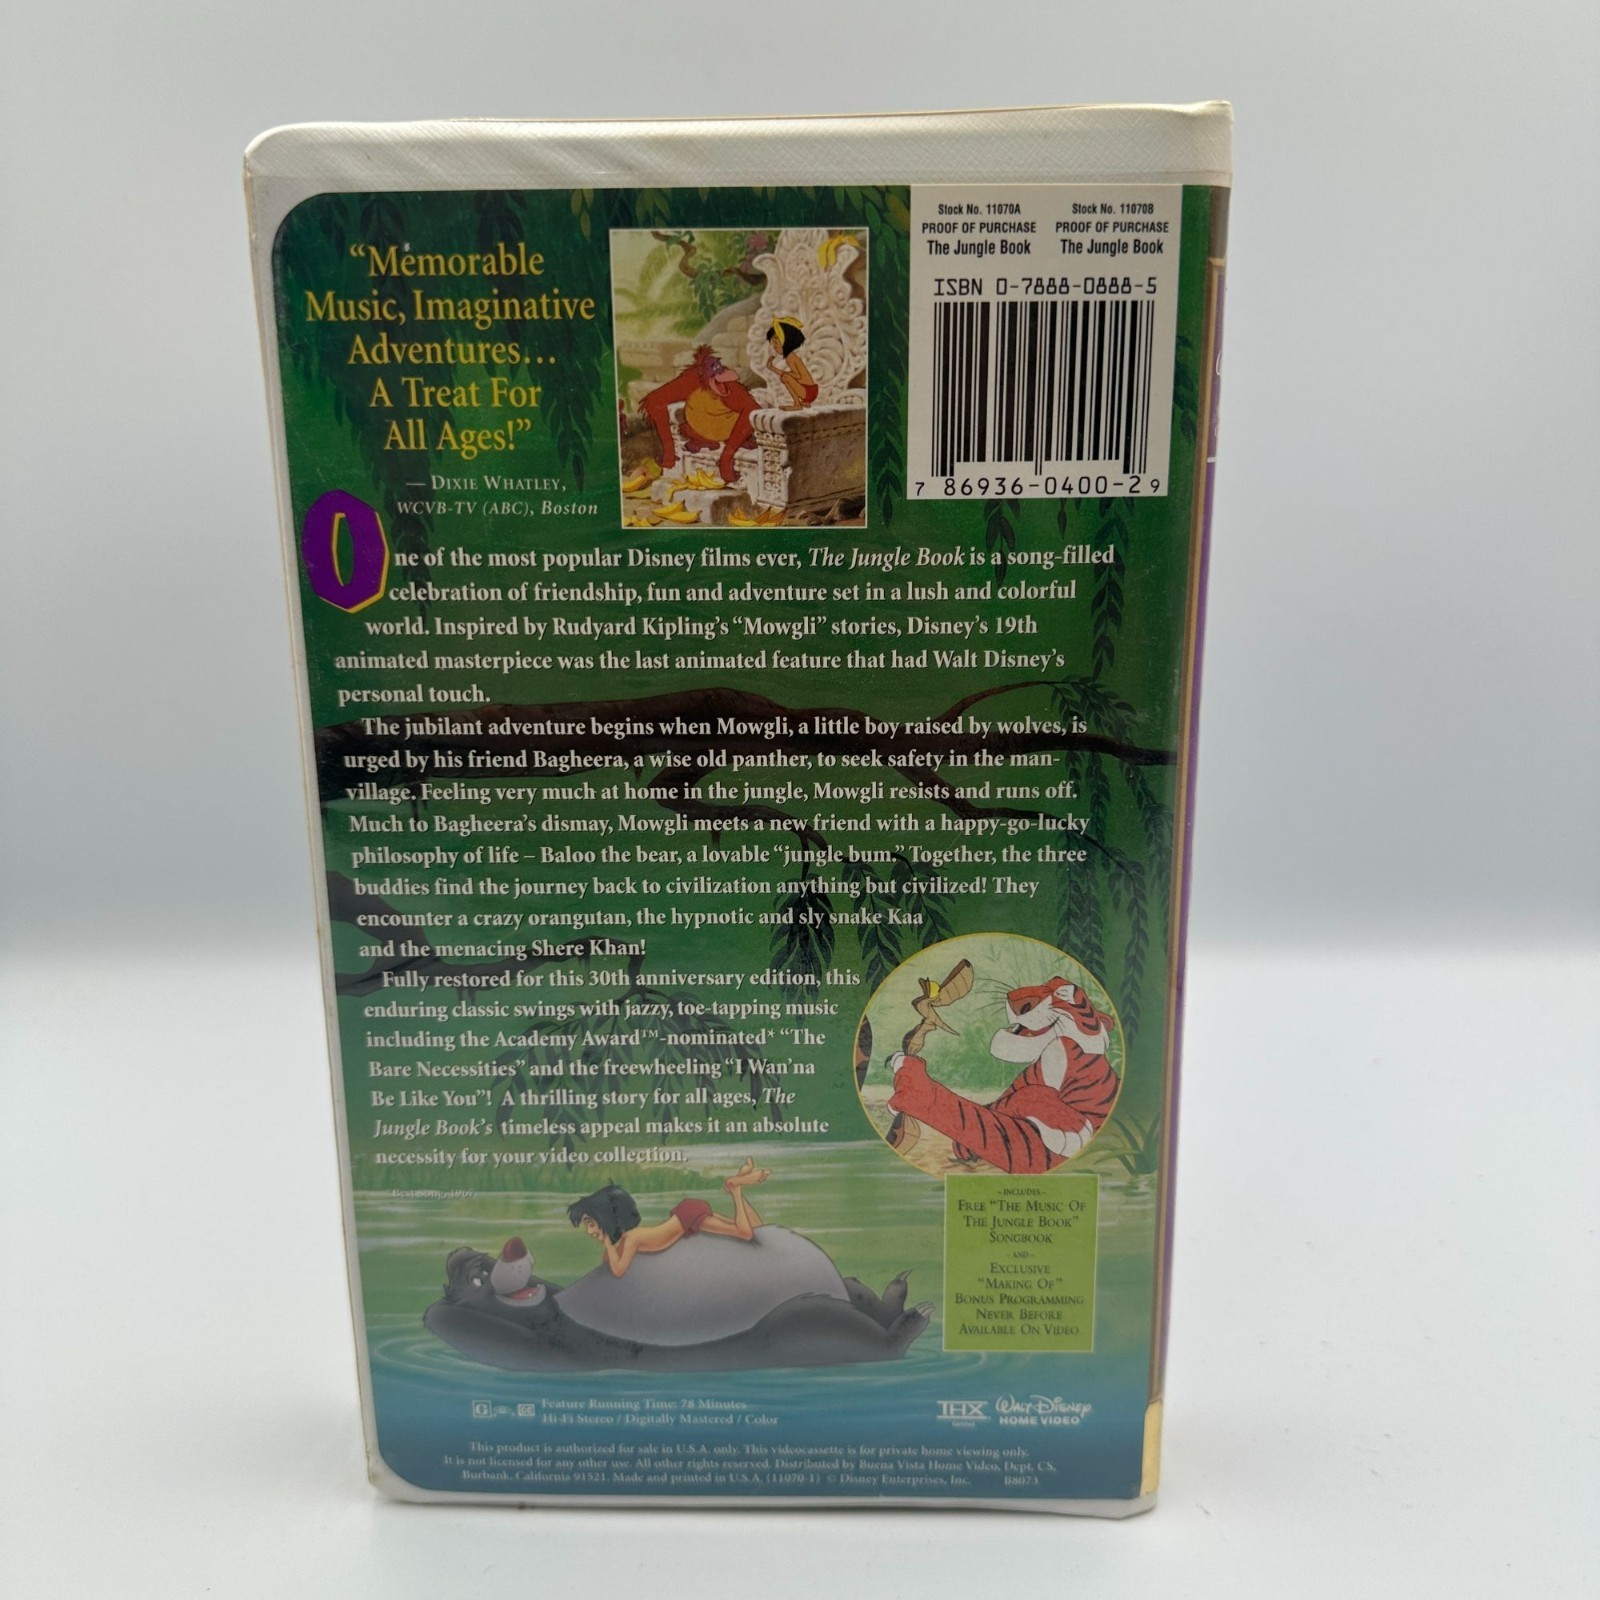 “Memorable
Music, Imaginative
Adventures...
A Treat For
All Ages!”
— Dixie Whatley,
WCVB-TV (ABC), Boston
Stock No. 11070A
PROOF OF PURCHASE
The Jungle Book
Stock No. 11070B
PROOF OF PURCHASE
The Jungle Book
ISBN 0-7888-0888-5
7 86936-0400-2 9
One of the most popular Disney films ever, The Jungle Book is a song-filled
celebration of friendship, fun and adventure set in a lush and colorful
world. Inspired by Rudyard Kipling’s “Mowgli” stories, Disney’s 19th
animated masterpiece was the last animated feature that had Walt Disney’s
personal touch.
The jubilant adventure begins when Mowgli, a little boy raised by wolves, is
urged by his friend Bagheera, a wise old panther, to seek safety in the man-
village. Feeling very much at home in the jungle, Mowgli resists and runs off.
Much to Bagheera’s dismay, Mowgli meets a new friend with a happy-go-lucky
philosophy of life – Baloo the bear, a lovable “jungle bum.” Together, the three
buddies find the journey back to civilization anything but civilized! They
encounter a crazy orangutan, the hypnotic and sly snake Kaa
and the menacing Shere Khan!
Fully restored for this 30th anniversary edition, this
enduring classic swings with jazzy, toe-tapping music
including the Academy Award™-nominated* “The
Bare Necessities” and the freewheeling “I Wan’na
Be Like You”! A thrilling story for all ages, The
Jungle Book’s timeless appeal makes it an absolute
necessity for your video collection.
*Best Song, 1967.
- INCLUDES -
FREE “THE MUSIC OF
THE JUNGLE BOOK”
SONGBOOK
- AND -
EXCLUSIVE
“MAKING OF”
BONUS PROGRAMMING
NEVER BEFORE
AVAILABLE ON VIDEO
G CC Feature Running Time: 78 Minutes
Hi-Fi Stereo / Digitally Mastered / Color
THX
Certified
WALT DISNEY
HOME VIDEO
This product is authorized for sale in U.S.A. only. This videocassette is for private home viewing only.
It is not licensed for any other use. All other rights reserved. Distributed by Buena Vista Home Video, Dept. CS,
Burbank, California 91521. Made and printed in U.S.A. (11070-1) © Disney Enterprises, Inc. B8073